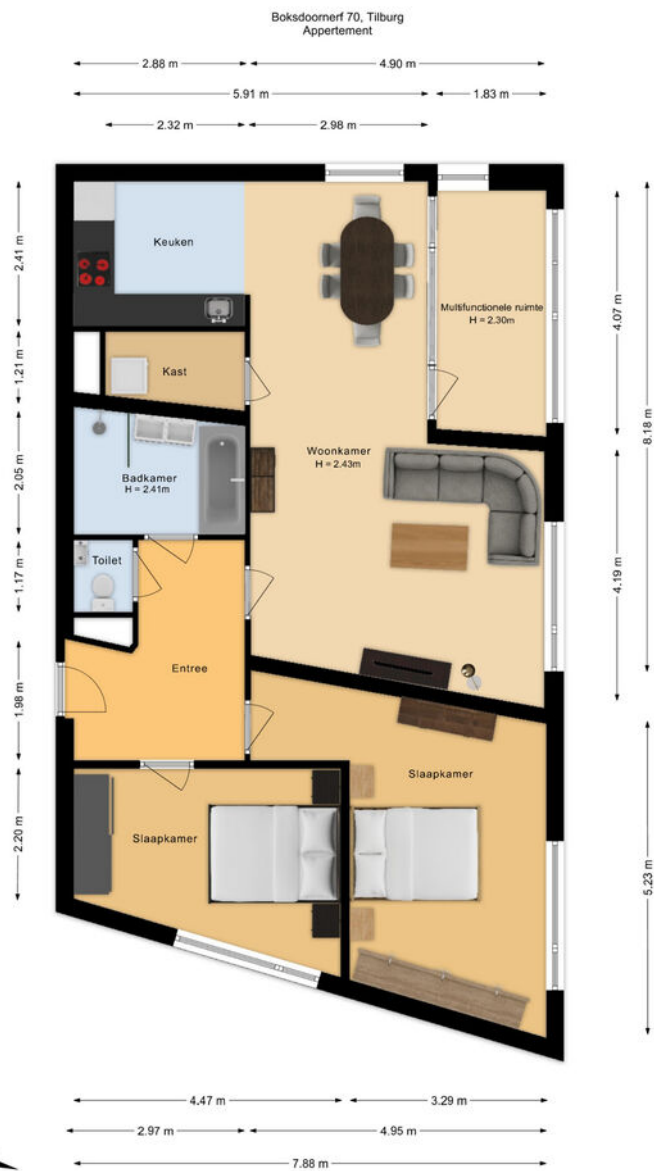 Boksdoornerf 70, Tilburg
Appertement
2.88 m
4.90 m
5.91 m
1.83 m
2.32 m
2.98 m
2.41 m
1.21 m
2.05 m
1.17 m
1.98 m
2.20 m
Keuken
Multifunctionele ruimte
H = 2.30m
Kast
Woonkamer
H = 2.43m
Badkamer
H = 2.41m
Toilet
Entree
Slaapkamer
Slaapkamer
4.07 m
8.18 m
4.19 m
5.23 m
4.47 m
3.29 m
2.97 m
4.95 m
7.88 m